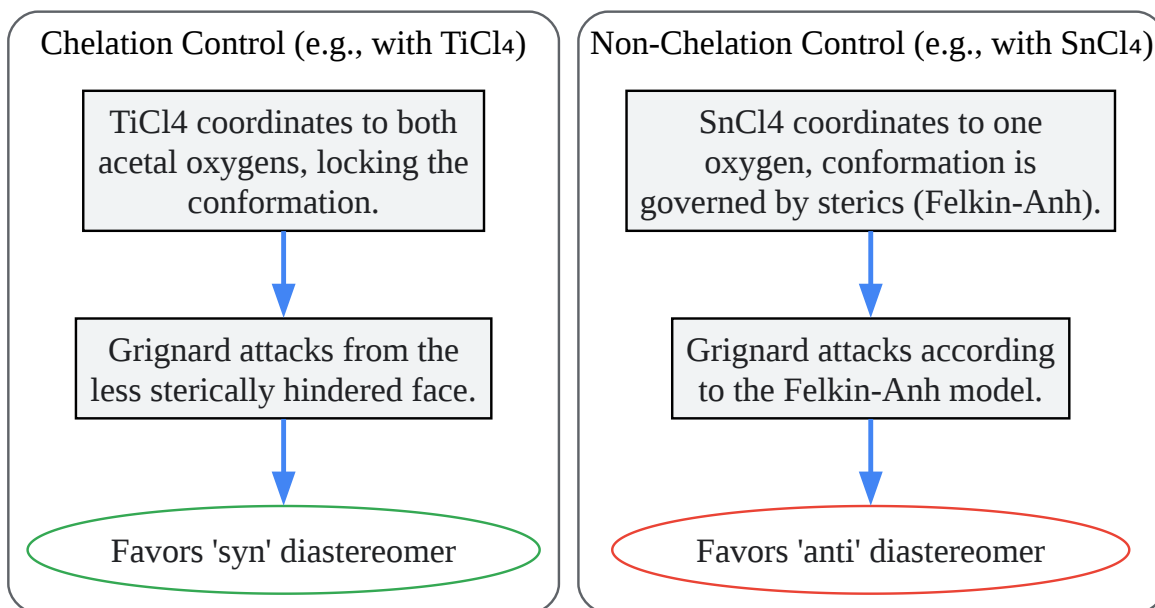 Chelation Control (e.g., with TiCl₄)
TiCl4 coordinates to both
acetal oxygens, locking the
conformation.
Grignard attacks from the
less sterically hindered face.
Favors 'syn' diastereomer
Non-Chelation Control (e.g., with SnCl₄)
SnCl4 coordinates to one
oxygen, conformation is
governed by sterics (Felkin-Anh).
Grignard attacks according
to the Felkin-Anh model.
Favors 'anti' diastereomer